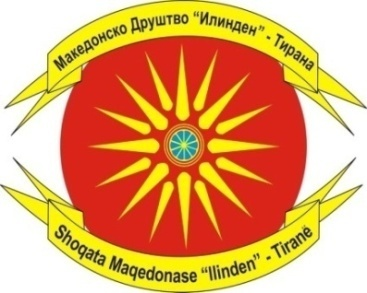 Македонско Друштво "Илинден" - Тирана
Shoqata Maqedonase "Ilinden" - Tiranë